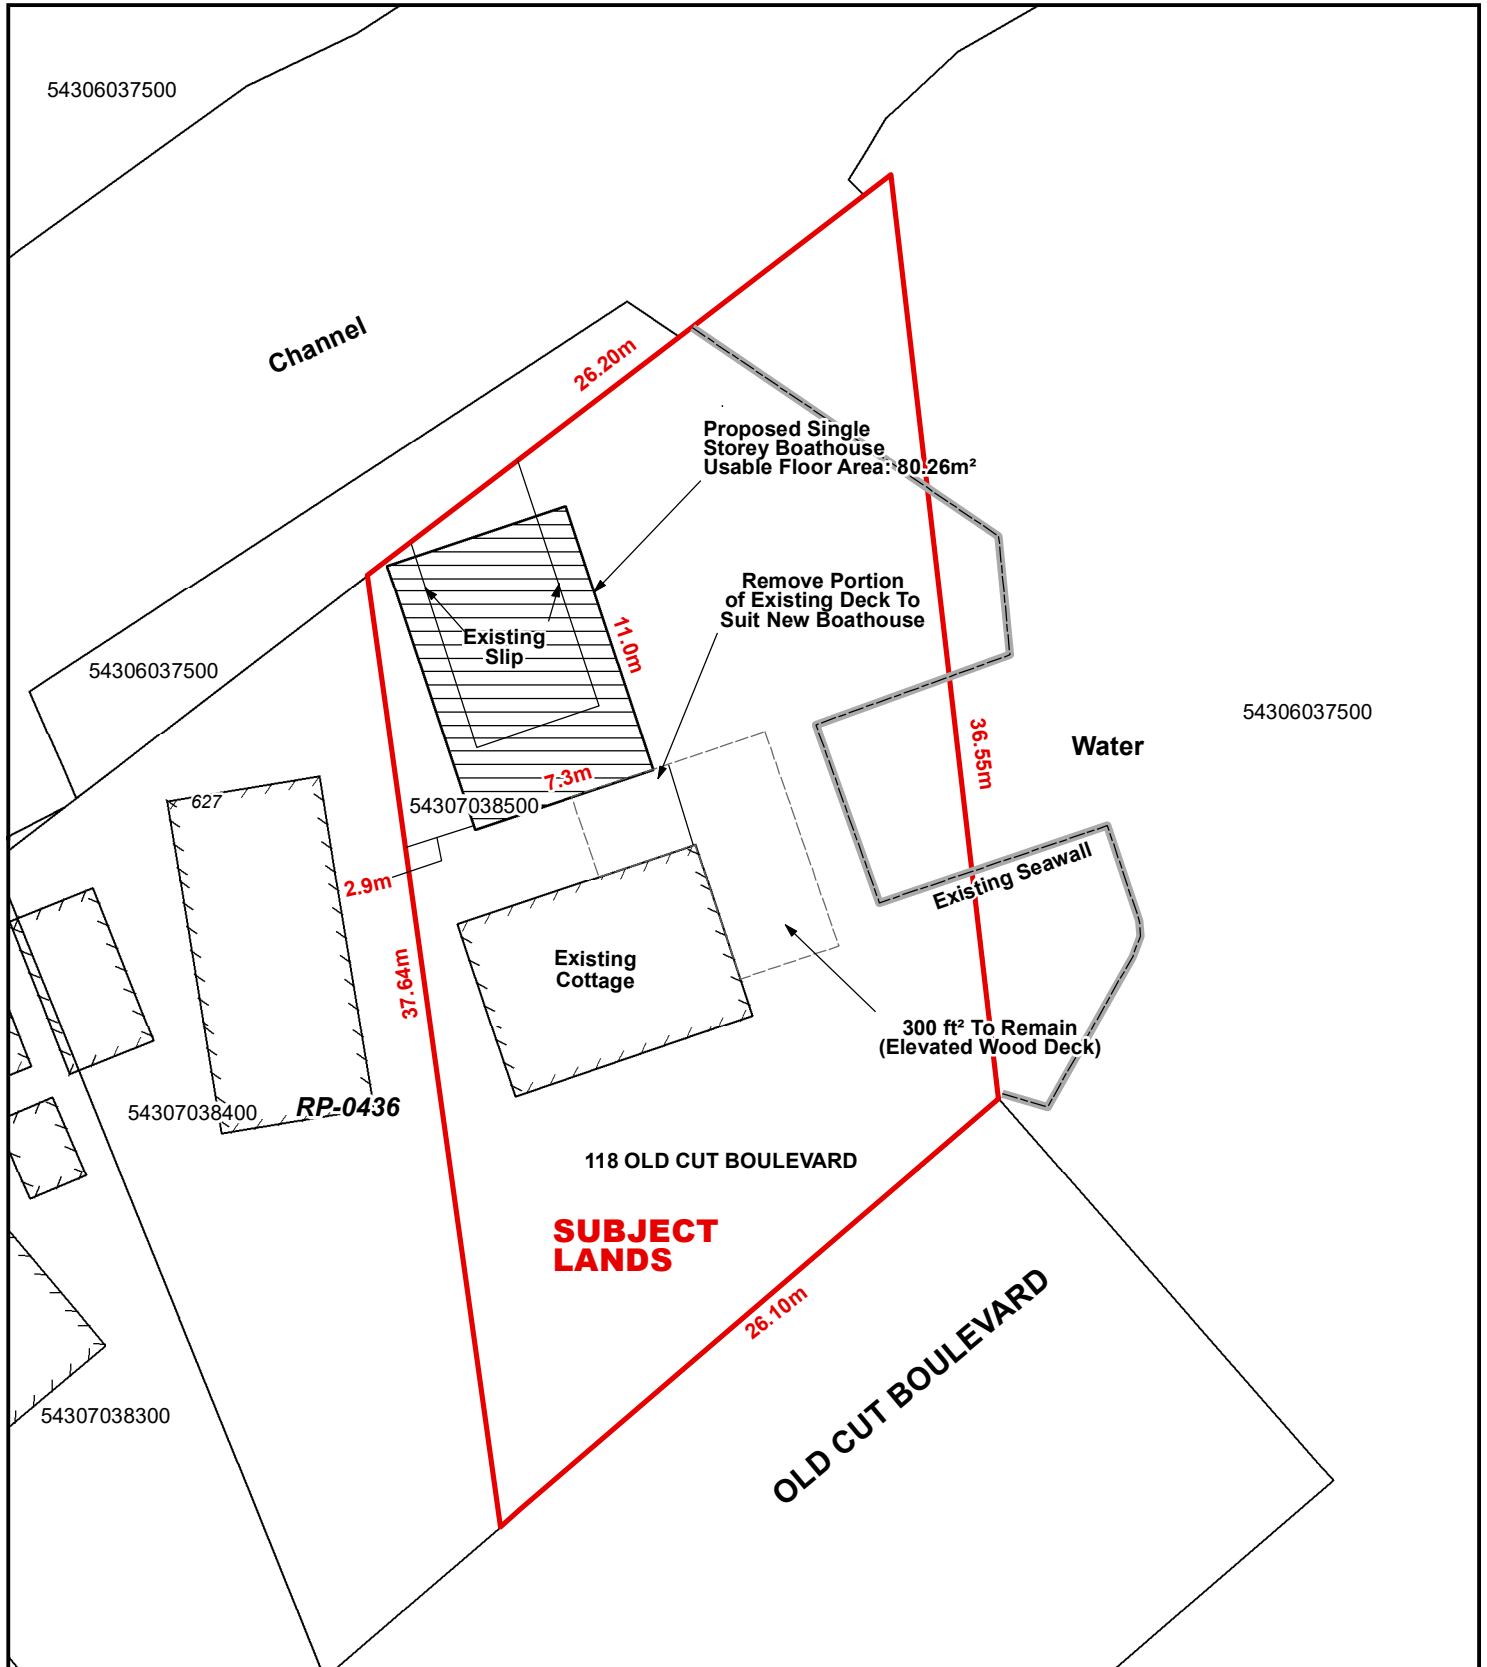 54306037500
Channel
26.20m
Proposed Single
Storey Boathouse
Usable Floor Area: 80.26m²
Remove Portion
of Existing Deck To
Suit New Boathouse
Existing
Slip
11.0m
54306037500
54306037500
36.55m
Water
7.3m
627
54307038500
2.9m
Existing Seawall
Existing
Cottage
37.64m
300 ft² To Remain
(Elevated Wood Deck)
54307038400
RP-0436
118 OLD CUT BOULEVARD
SUBJECT
LANDS
26.10m
OLD CUT BOULEVARD
54307038300